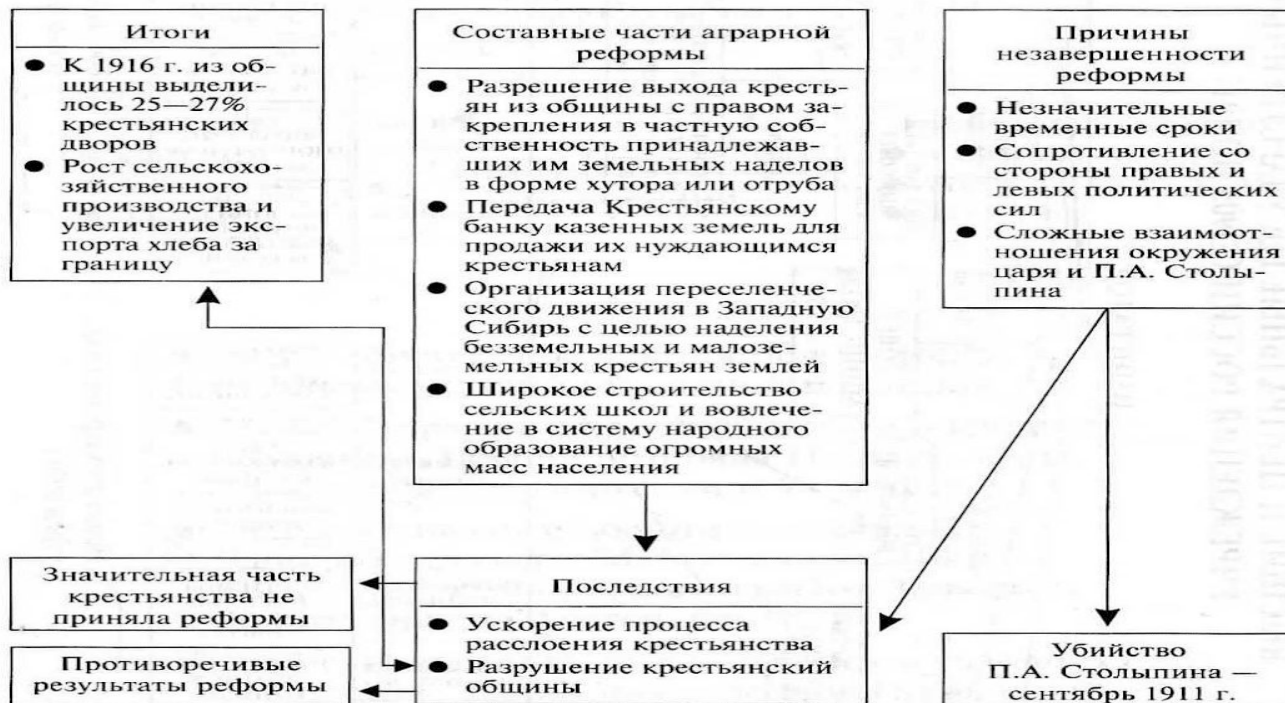 Итоги
● К 1916 г. из об-
щины выдели-
лось 25—27%
крестьянских
дворов
● Рост сельскохо-
зяйственного
производства и
увеличение экс-
порта хлеба за
границу
Составные части аграрной
реформы
● Разрешение выхода кресть-
ян из общины с правом за-
крепления в частную соб-
ственность принадлежав-
ших им земельных наделов
в форме хутора или отруба
● Передача Крестьянскому
банку казенных земель для
продажи их нуждающимся
крестьянам
● Организация переселенче-
ского движения в Западную
Сибирь с целью наделения
безземельных и малозе-
мельных крестьян землей
● Широкое строительство
сельских школ и вовлече-
ние в систему народного
образование огромных
масс населения
Причины
незавершенности
реформы
● Незначительные
временные сроки
● Сопротивление со
стороны правых и
левых политических
сил
● Сложные взаимоот-
ношения окружения
царя и П.А. Столы-
пина
Значительная часть
крестьянства не
приняла реформы
Противоречивые
результаты реформы
Последствия
● Ускорение процесса
расслоения крестьянства
● Разрушение крестьянский
общины
Убийство
П.А. Столыпина —
сентябрь 1911 г.